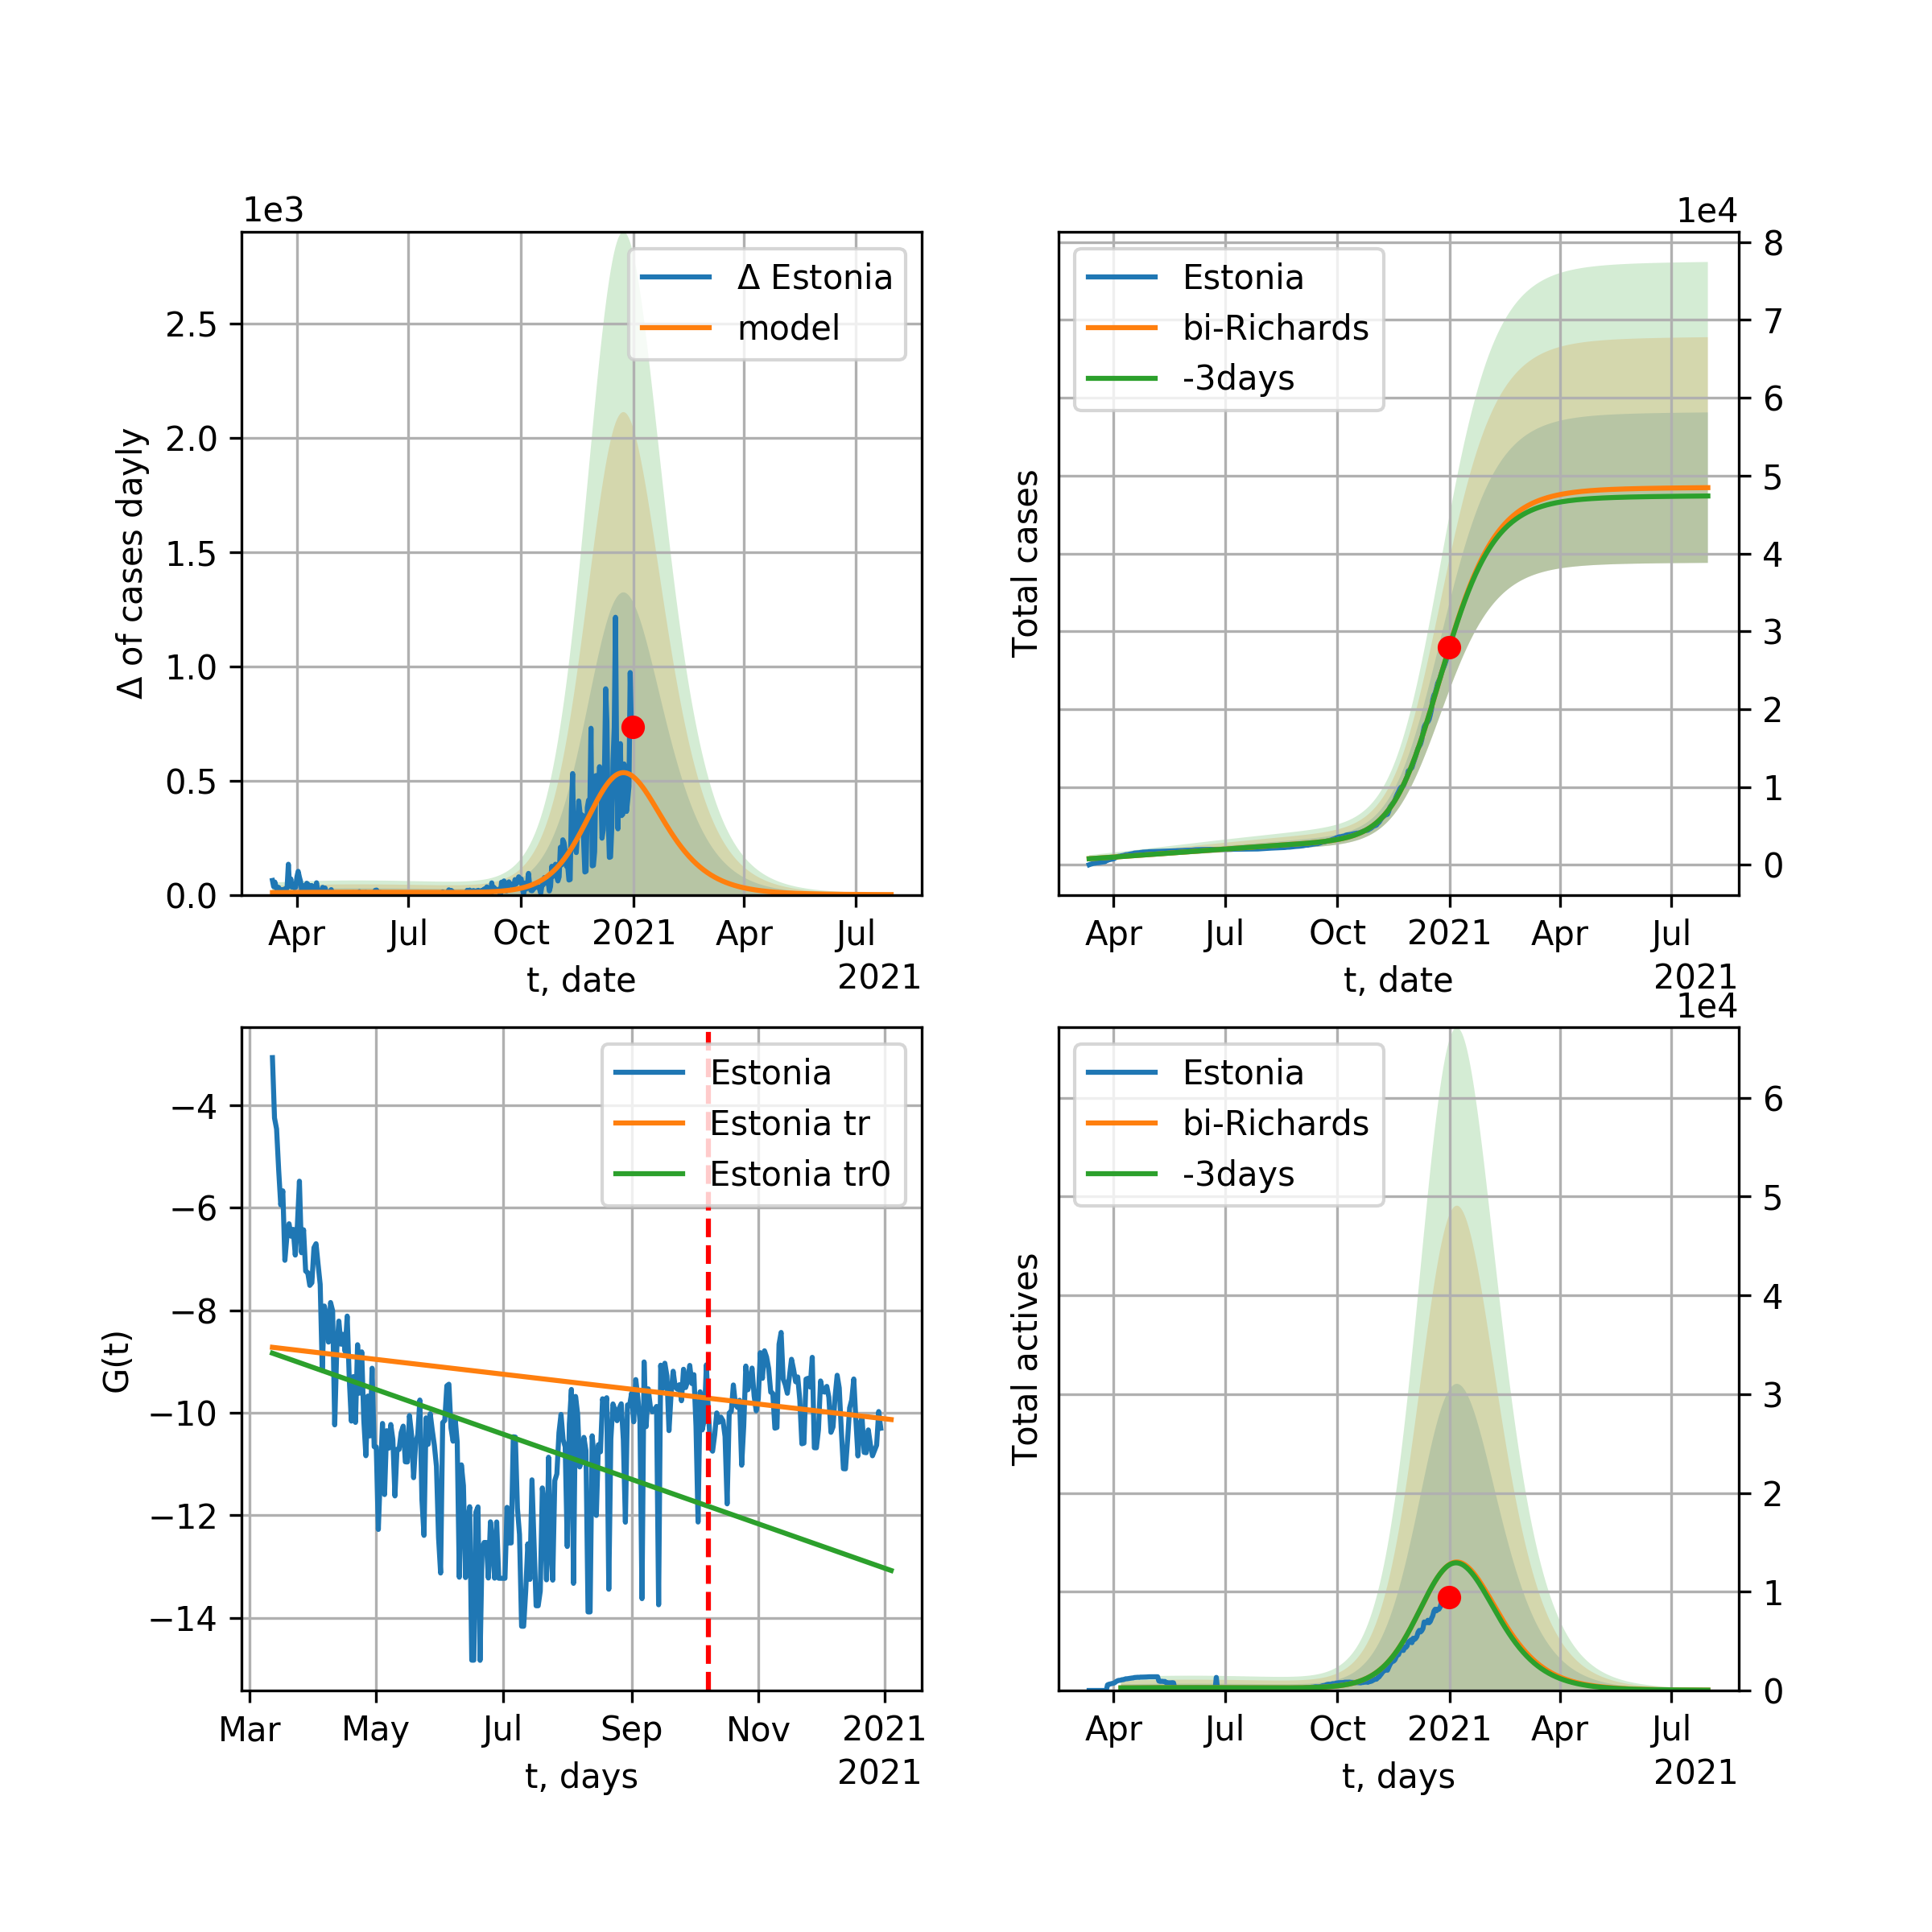 1e3
Δ of cases dayly
2.5
2.0
1.5
1.0
0.5
0.0
Δ Estonia
model
Apr Jul Oct 2021 Apr Jul
t, date
2021
1e4
Total cases
Estonia
bi-Richards
-3days
8
7
6
5
4
3
2
1
0
Apr Jul Oct 2021 Apr Jul
t, date
2021
G(t)
−4
−6
−8
−10
−12
−14
Estonia
Estonia tr
Estonia tr0
Mar May Jul Sep Nov 2021
t, days
2021
1e4
Total actives
Estonia
bi-Richards
-3days
6
5
4
3
2
1
0
Apr Jul Oct 2021 Apr Jul
t, days
2021